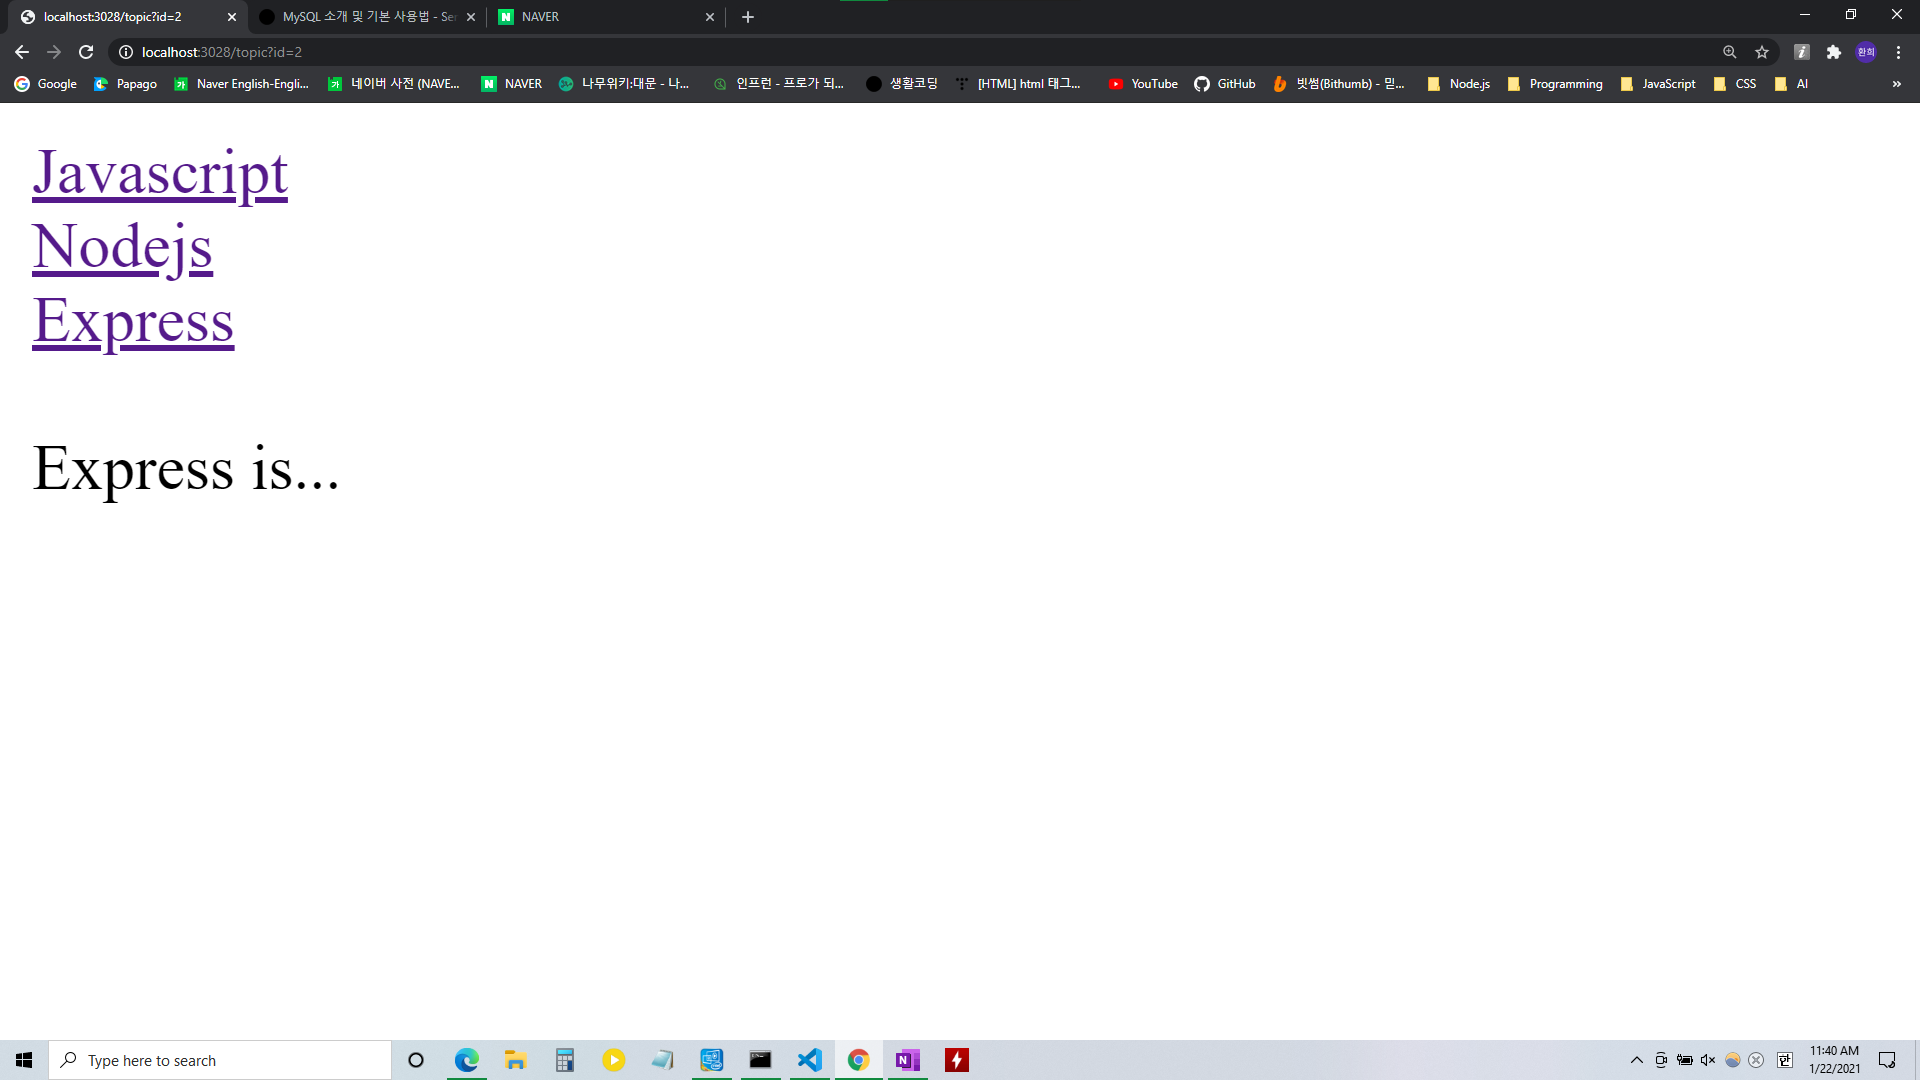 localhost:3028/topic?id=2
MySQL 소개 및 기본 사용법 - Ser
NAVER
localhost:3028/topic?id=2
환희
Google
Papago
Naver English-Engli...
네이버 사전 (NAVE...
NAVER
나무위키:대문 - 나...
인프런 - 프로가 되...
생활코딩
[HTML] html 태그...
YouTube
GitHub
빗썸(Bithumb) - 믿...
Node.js
Programming
JavaScript
CSS
AI
»
Javascript
Nodejs
Express
Express is...
Type here to search
한
11:40 AM
1/22/2021